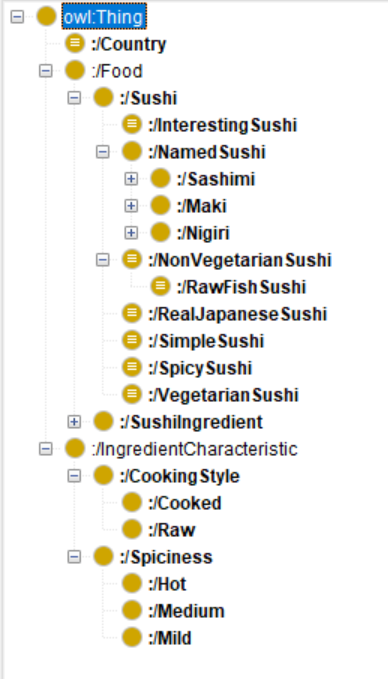 owl:Thing
:/Country
:/Food
:/Sushi
:/InterestingSushi
:/NamedSushi
:/Sashimi
:/Maki
:/Nigiri
:/NonVegetarianSushi
:/RawFishSushi
:/RealJapaneseSushi
:/SimpleSushi
:/SpicySushi
:/VegetarianSushi
:/SushiIngredient
:/IngredientCharacteristic
:/CookingStyle
:/Cooked
:/Raw
:/Spiciness
:/Hot
:/Medium
:/Mild